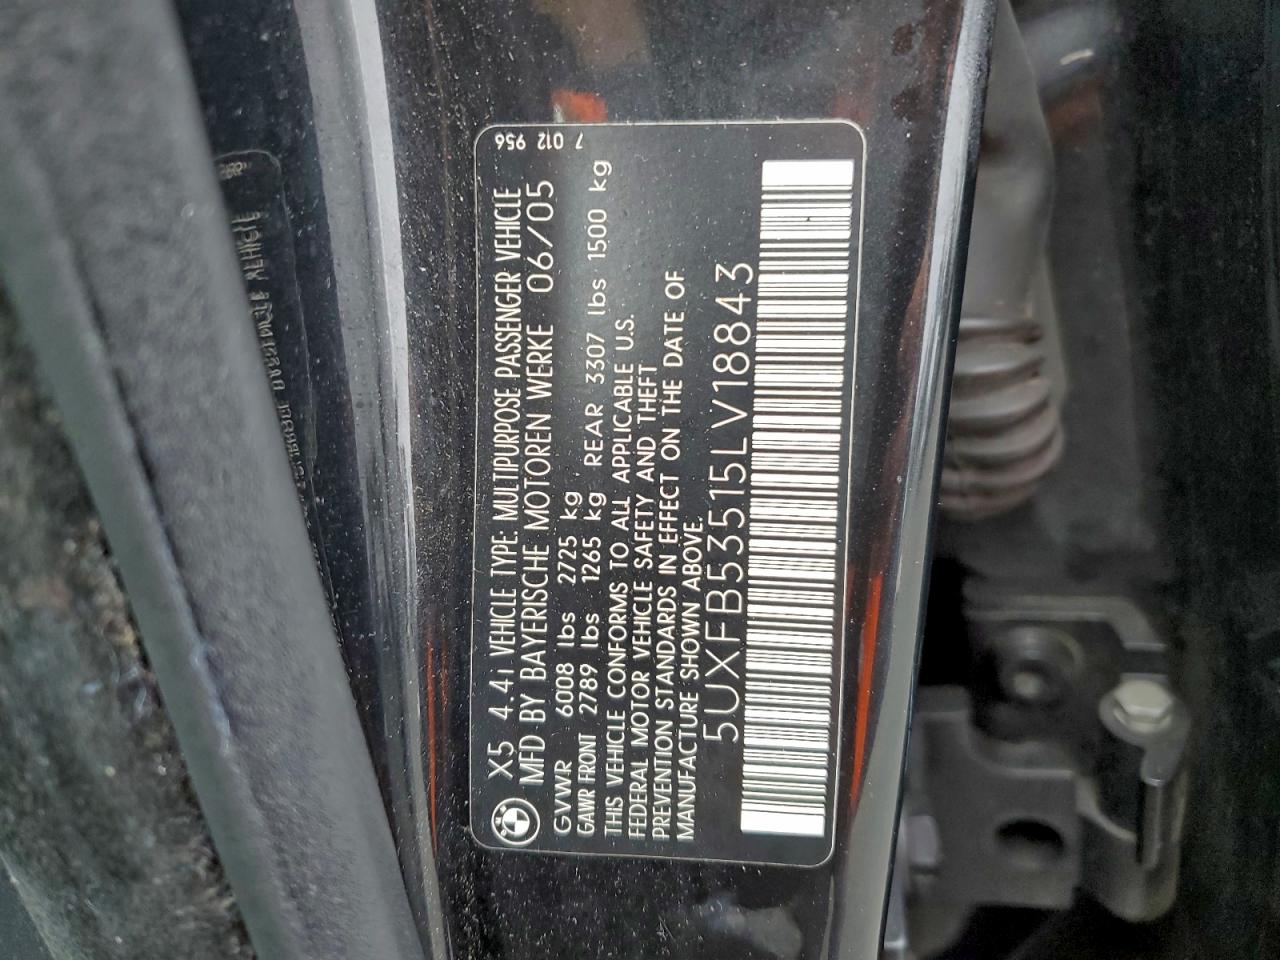 X5 4.4i VEHICLE TYPE: MULTIPURPOSE PASSENGER VEHICLE
MFD BY BAYERISCHE MOTOREN WERKE 06/05
7 012 956
GVWR 6008 lbs 2725 kg
GAWR FRONT 2789 lbs 1265 kg REAR 3307 lbs 1500 kg
THIS VEHICLE CONFORMS TO ALL APPLICABLE U.S.
FEDERAL MOTOR VEHICLE SAFETY AND THEFT
PREVENTION STANDARDS IN EFFECT ON THE DATE OF
MANUFACTURE SHOWN ABOVE.
5UXFB53515LV18843